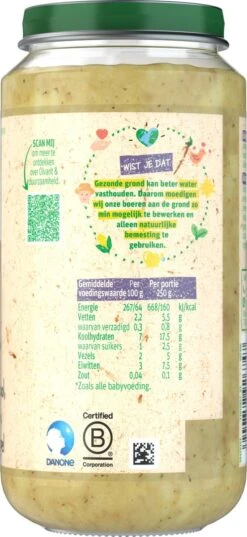 SCAN MIJ
om meer te
ontdekken
over Olvarit &
duurzaamheid.
WIST JE DAT
Gezonde grond kan beter water
vasthouden. Daarom moedigen
wij onze boeren aan de grond zo
min mogelijk te bewerken en
alleen natuurlijke
bemesting te
gebruiken.
Gemiddelde Per Per portie
voedingswaarde 100 g 250 g
Energie 267/64 668/160 kJ/kcal
Vetten 2,2 5,5 g
waarvan verzadigd 0,3 0,8 g
Koolhydraten 7 17,5 g
waarvan suikers 1 2,5 g
Vezels 2 5 g
Eiwitten 3 7,5 g
Zout* 0,04 0,1 g
*Zoals alle babyvoeding.
Certified
B
Corporation
DANONE